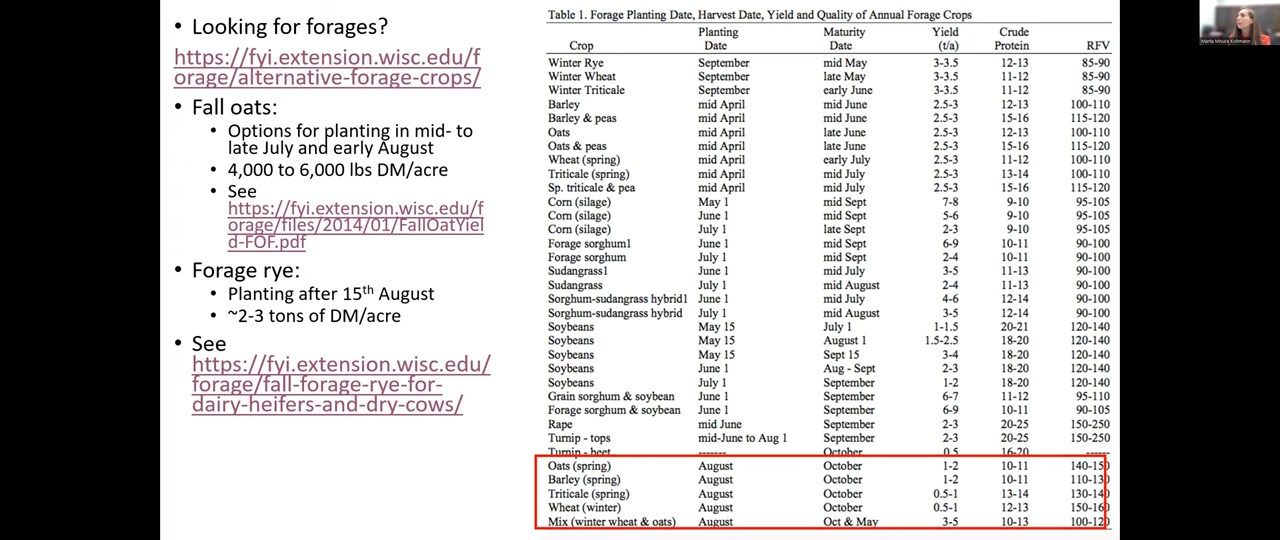 • Looking for forages?
https://fyi.extension.wisc.edu/f
orage/alternative-forage-crops/
• Fall oats:
• Options for planting in mid- to
late July and early August
• 4,000 to 6,000 lbs DM/acre
• See
https://fyi.extension.wisc.edu/f
orage/files/2014/01/FallOatYiel
d-FOF.pdf
• Forage rye:
• Planting after 15th August
• ~2-3 tons of DM/acre
• See
https://fyi.extension.wisc.edu/
forage/fall-forage-rye-for-
dairy-heifers-and-dry-cows/
Table 1. Forage Planting Date, Harvest Date, Yield and Quality of Annual Forage Crops
Planting Maturity Yield Crude
Crop Date Date (t/a) Protein RFV
Winter Rye September mid May 3-3.5 12-13 85-90
Winter Wheat September late May 3-3.5 11-12 85-90
Winter Triticale September early June 3-3.5 11-12 85-90
Barley mid April mid June 2.5-3 12-13 100-110
Barley & peas mid April mid June 2.5-3 15-16 115-120
Oats mid April late June 2.5-3 12-13 100-110
Oats & peas mid April late June 2.5-3 15-16 115-120
Wheat (spring) mid April early July 2.5-3 11-12 100-110
Triticale (spring) mid April mid July 2.5-3 13-14 100-110
Sp. triticale & pea mid April mid July 2.5-3 15-16 115-120
Corn (silage) May 1 mid Sept 7-8 9-10 95-105
Corn (silage) June 1 mid Sept 5-6 9-10 95-105
Corn (silage) July 1 late Sept 2-3 9-10 95-105
Forage sorghum1 June 1 mid Sept 6-9 10-11 90-100
Forage sorghum July 1 mid Sept 2-4 10-11 90-100
Sudangrass1 June 1 mid July 3-5 11-13 90-100
Sudangrass July 1 mid August 2-4 11-13 90-100
Sorghum-sudangrass hybrid1 June 1 mid July 4-6 12-14 90-100
Sorghum-sudangrass hybrid July 1 mid August 3-5 12-14 90-100
Soybeans May 15 July 1 1-1.5 20-21 120-140
Soybeans May 15 August 1 1.5-2.5 18-20 120-140
Soybeans May 15 Sept 15 3-4 18-20 120-140
Soybeans June 1 Aug - Sept 2-3 18-20 120-140
Soybeans July 1 September 1-2 18-20 120-140
Grain sorghum & soybean June 1 September 6-7 11-12 95-110
Forage sorghum & soybean June 1 September 6-9 10-11 90-105
Rape mid June September 2-3 20-25 150-250
Turnip - tops mid-June to Aug 1 September 2-3 20-25 150-250
Turnip - beet ------- October 0.5 16-20 ------
Oats (spring) August October 1-2 10-11 140-150
Barley (spring) August October 1-2 10-11 110-130
Triticale (spring) August October 0.5-1 13-14 130-140
Wheat (winter) August October 0.5-1 12-13 150-160
Mix (winter wheat & oats) August Oct & May 3-5 10-13 100-120
Marta Moura Kohmann